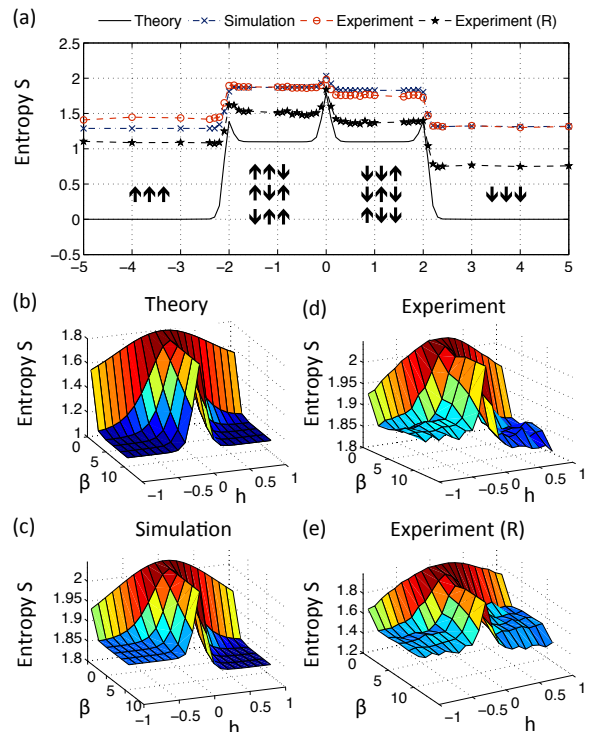 (a)
Theory Simulation Experiment Experiment (R)
Entropy S
2.5
2
1.5
1
0.5
0
−0.5
↑↑↑
↑↑↓
↑↓↑
↓↑↑
↓↓↑
↓↑↓
↑↓↓
↓↓↓
−5 −4 −3 −2 −1 0 1 2 3 4 5
(b) Theory
Entropy S
1.8
1.6
1.4
1.2
1
0
5
10
β
−1 −0.5 0 0.5 1
h
(d) Experiment
Entropy S
2
1.95
1.9
1.85
1.8
0
5
10
β
−1 −0.5 0 0.5 1
h
(c) Simulation
Entropy S
2
1.95
1.9
1.85
1.8
0
5
10
β
−1 −0.5 0 0.5 1
h
(e) Experiment (R)
Entropy S
1.8
1.6
1.4
1.2
0
5
10
β
−1 −0.5 0 0.5 1
h